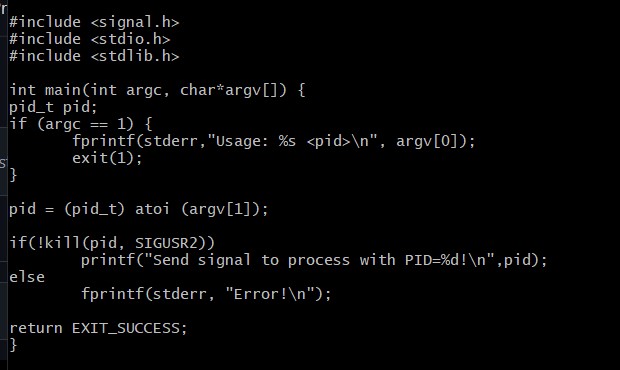 #include <signal.h>
#include <stdio.h>
#include <stdlib.h>
int main(int argc, char*argv[]) {
pid_t pid;
if (argc == 1) {
fprintf(stderr,"Usage: %s <pid>\n", argv[0]);
exit(1);
}
pid = (pid_t) atoi (argv[1]);
if(!kill(pid, SIGUSR2))
printf("Send signal to process with PID=%d!\n",pid);
else
fprintf(stderr, "Error!\n");
return EXIT_SUCCESS;
}